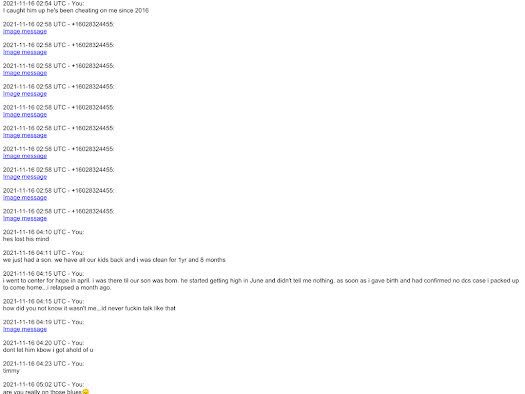 2021-11-16 02:54 UTC - You:
I caught him up he's been cheating on me since 2016
2021-11-16 02:58 UTC - +16028324455:
Image message
2021-11-16 02:58 UTC - +16028324455:
Image message
2021-11-16 02:58 UTC - +16028324455:
Image message
2021-11-16 02:58 UTC - +16028324455:
Image message
2021-11-16 02:58 UTC - +16028324455:
Image message
2021-11-16 02:58 UTC - +16028324455:
Image message
2021-11-16 02:58 UTC - +16028324455:
Image message
2021-11-16 02:58 UTC - +16028324455:
Image message
2021-11-16 02:58 UTC - +16028324455:
Image message
2021-11-16 02:58 UTC - +16028324455:
Image message
2021-11-16 04:10 UTC - You:
hes lost his mind
2021-11-16 04:11 UTC - You:
we just had a son. we have all our kids back and i was clean for 1yr and 8 months
2021-11-16 04:15 UTC - You:
i went to center for hope in april. i was there til our son was born. he started getting high in June and didn't tell me nothing. as soon as i gave birth and had confirmed no dcs case i packed up
to come home...i relapsed a month ago.
2021-11-16 04:15 UTC - You:
how did you not know it wasn't me...id never fuckin talk like that
2021-11-16 04:19 UTC - You:
Image message
2021-11-16 04:20 UTC - You:
dont let him kbow i got ahold of u
2021-11-16 04:23 UTC - You:
timmy
2021-11-16 05:02 UTC - You:
are you really on those blues